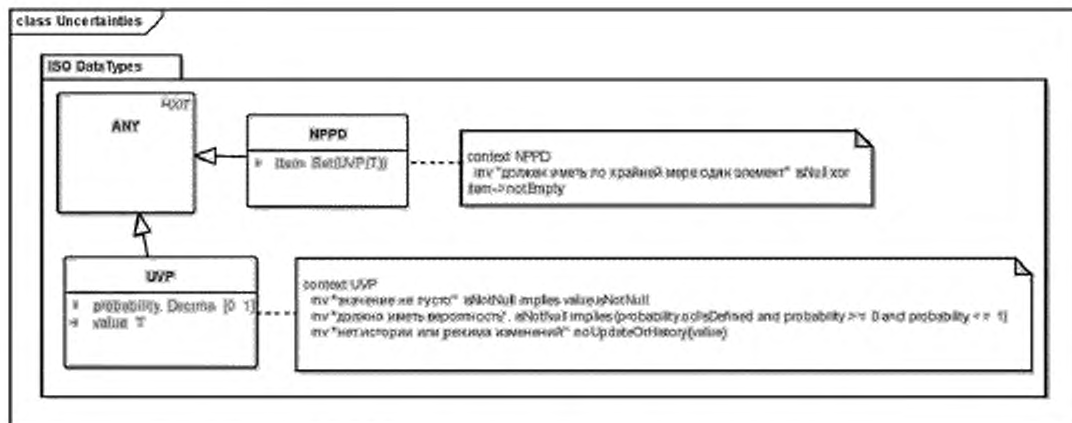 class Uncertainties
ISO DataTypes
HXIT
ANY
NPPD
+ item: Set(UVP(T))
context NPPD
inv "должен иметь по крайней мере один элемент" isNull xor
item->notEmpty
UVP
+ probability: Decimal [0..1]
+ value: T
context UVP
inv "значение не пусто" isNotNull implies value.isNotNull
inv "должно иметь вероятность". isNotNull implies (probability.oclIsDefined and probability >= 0 and probability <= 1)
inv "нет истории или режима изменений" noUpdateOrHistory(value)